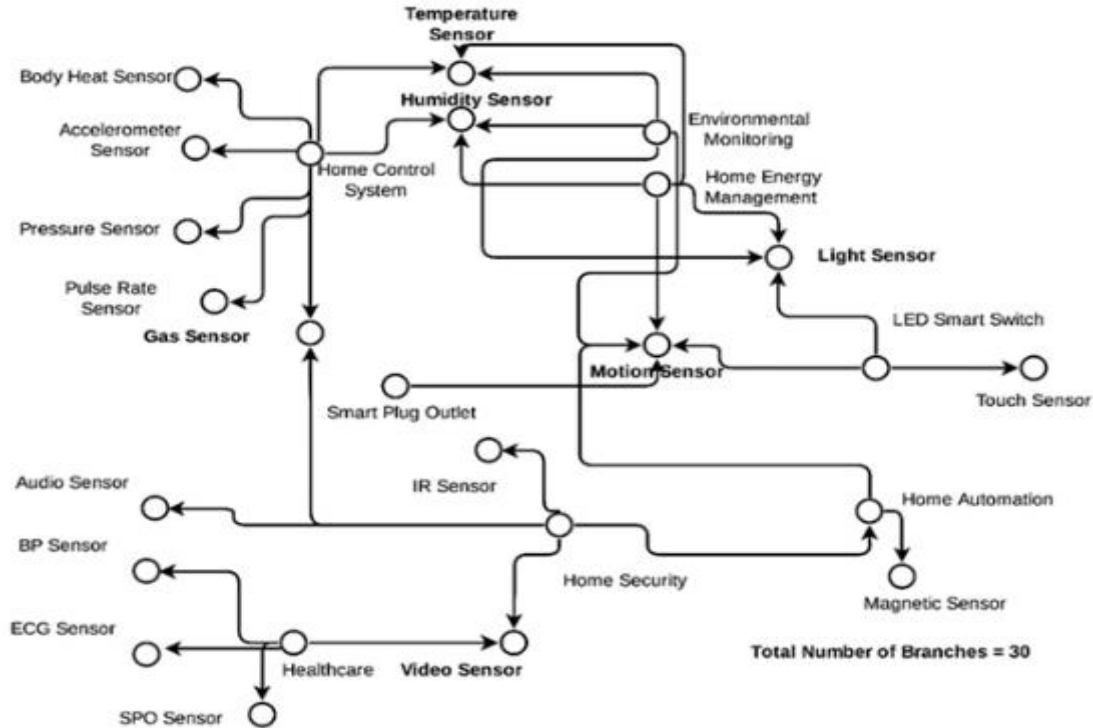 Temperature
Sensor
Body Heat Sensor
Humidity Sensor
Accelerometer
Sensor
Environmental
Monitoring
Home Control
System
Home Energy
Management
Pressure Sensor
Light Sensor
Pulse Rate
Sensor
Gas Sensor
LED Smart Switch
Motion Sensor
Smart Plug Outlet
Touch Sensor
Audio Sensor
IR Sensor
Home Automation
BP Sensor
Home Security
Magnetic Sensor
ECG Sensor
Healthcare
Video Sensor
Total Number of Branches = 30
SPO Sensor